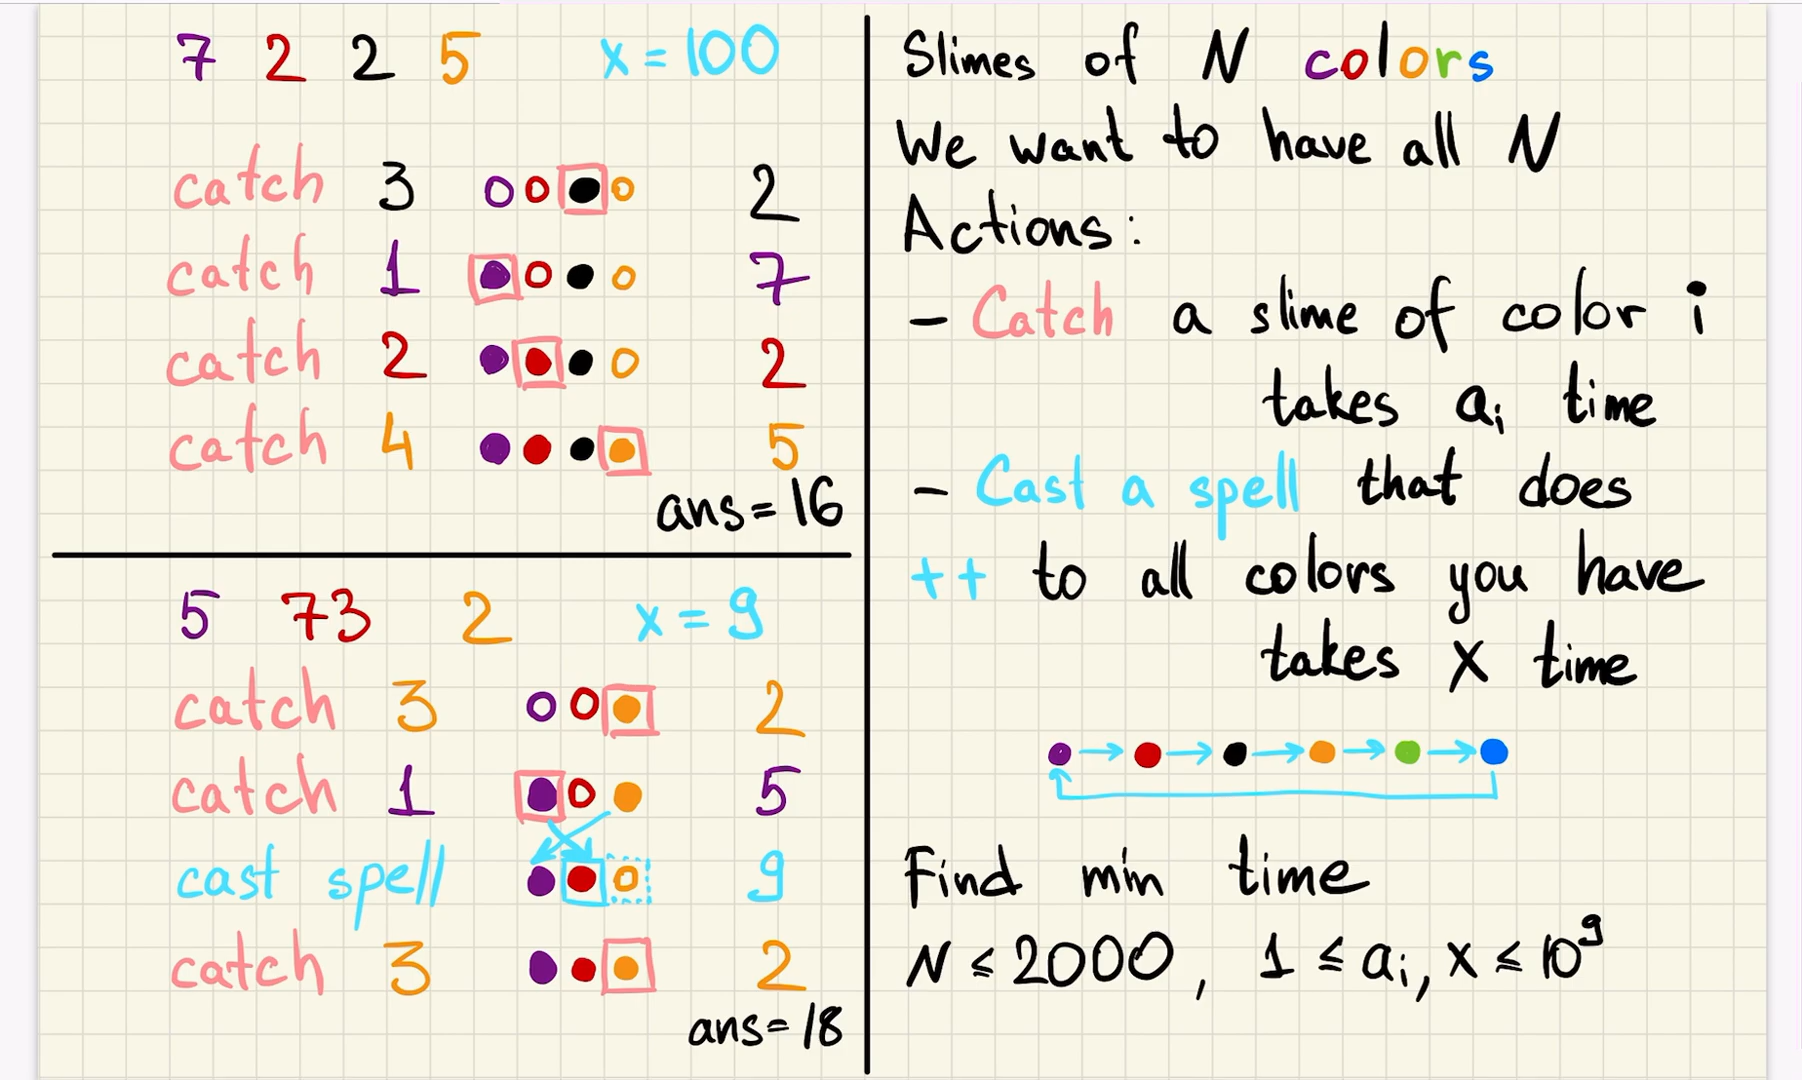 7 2 2 5 x = 100
catch 3 2
catch 1 7
catch 2 2
catch 4 5
ans = 16
5 73 2 x = 9
catch 3 2
catch 1 5
cast spell 9
catch 3 2
ans = 18
Slimes of N colors
We want to have all N
Actions:
- Catch a slime of color i
takes aᵢ time
- Cast a spell that does
++ to all colors you have
takes X time
Find min time
N ≤ 2000, 1 ≤ aᵢ, x ≤ 10⁹